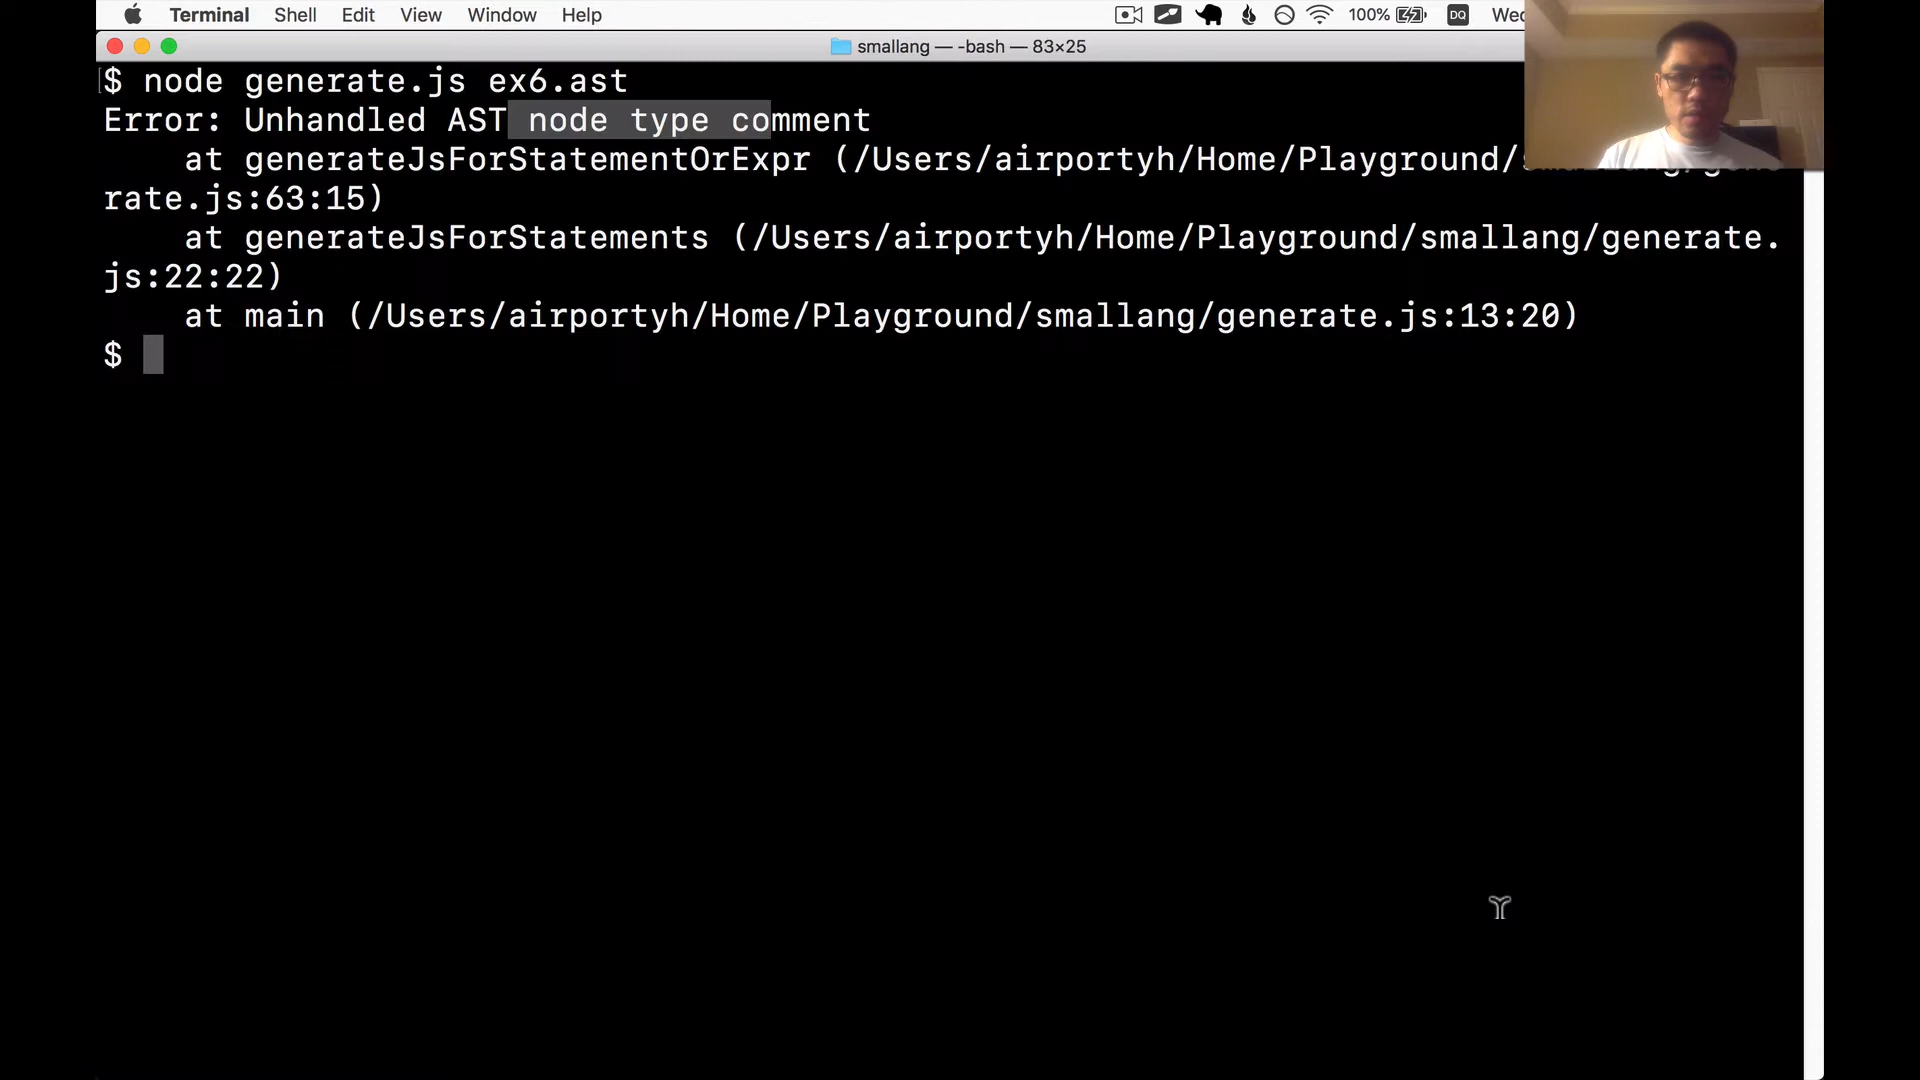 Terminal Shell Edit View Window Help 100% DQ
smallang — -bash — 83×25
$ node generate.js ex6.ast
Error: Unhandled AST node type comment
at generateJsForStatementOrExpr (/Users/airportyh/Home/Playground/
rate.js:63:15)
at generateJsForStatements (/Users/airportyh/Home/Playground/smallang/generate.
js:22:22)
at main (/Users/airportyh/Home/Playground/smallang/generate.js:13:20)
$